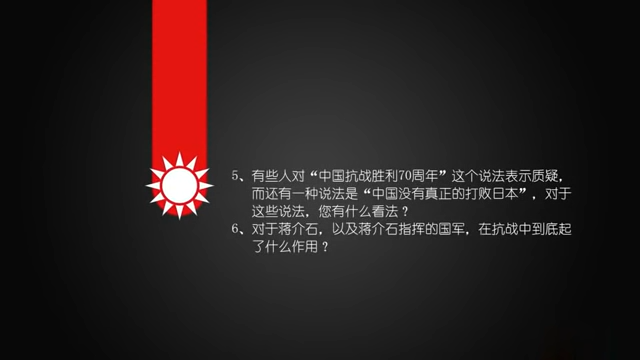 5、有些人对“中国抗战胜利70周年”这个说法表示质疑，
而还有一种说法是“中国没有真正的打败日本”，对于
这些说法，您有什么看法？
6、对于蒋介石，以及蒋介石指挥的国军，在抗战中到底起
了什么作用？